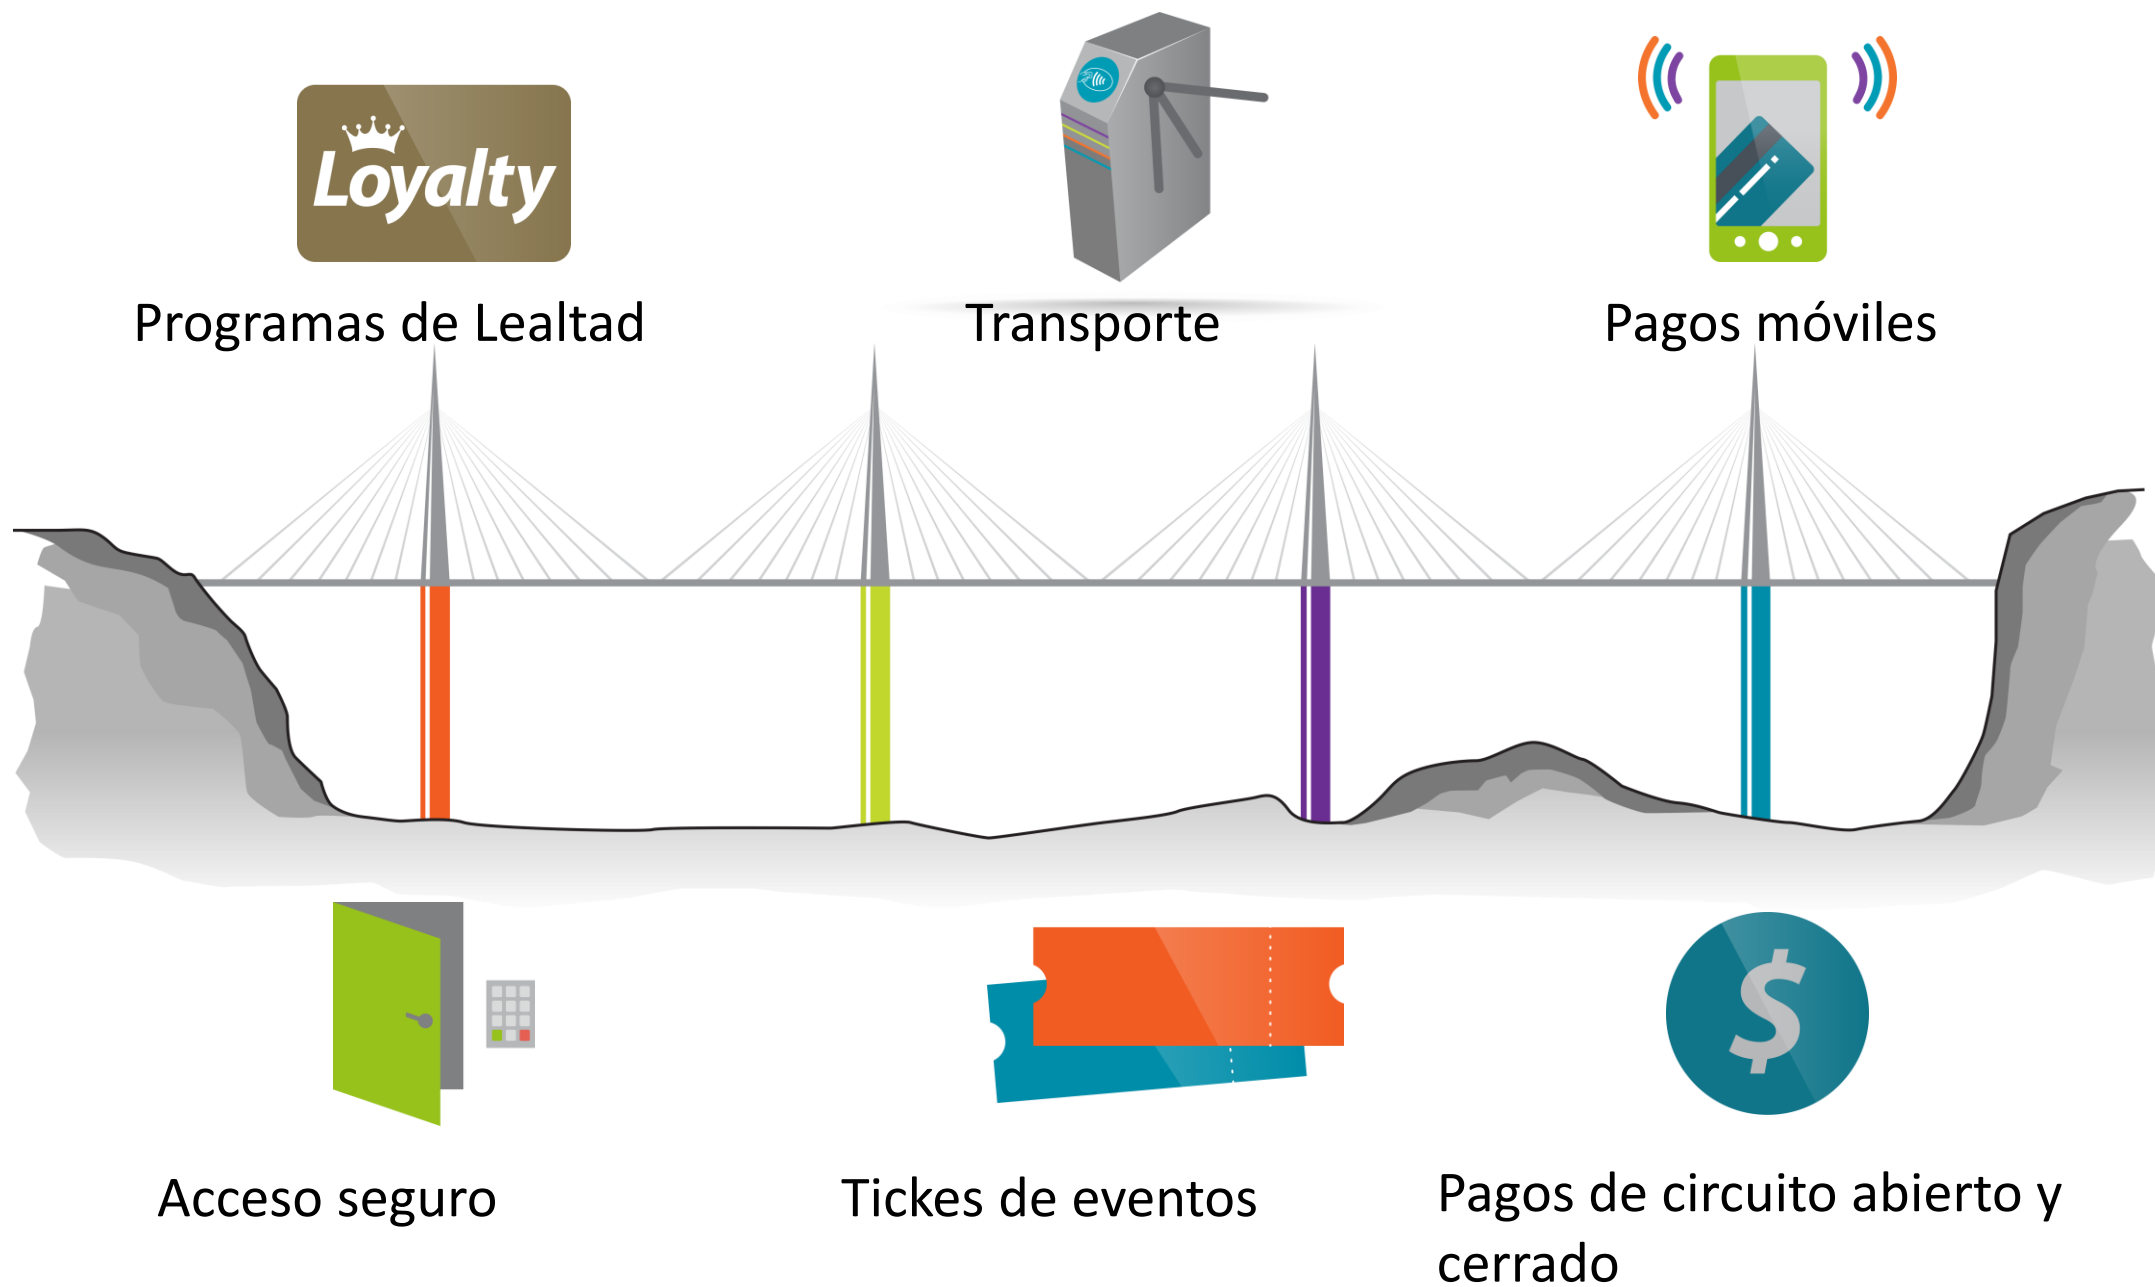 Loyalty
Programas de Lealtad
Transporte
Pagos móviles
Acceso seguro
Tickes de eventos
Pagos de circuito abierto y
cerrado
$